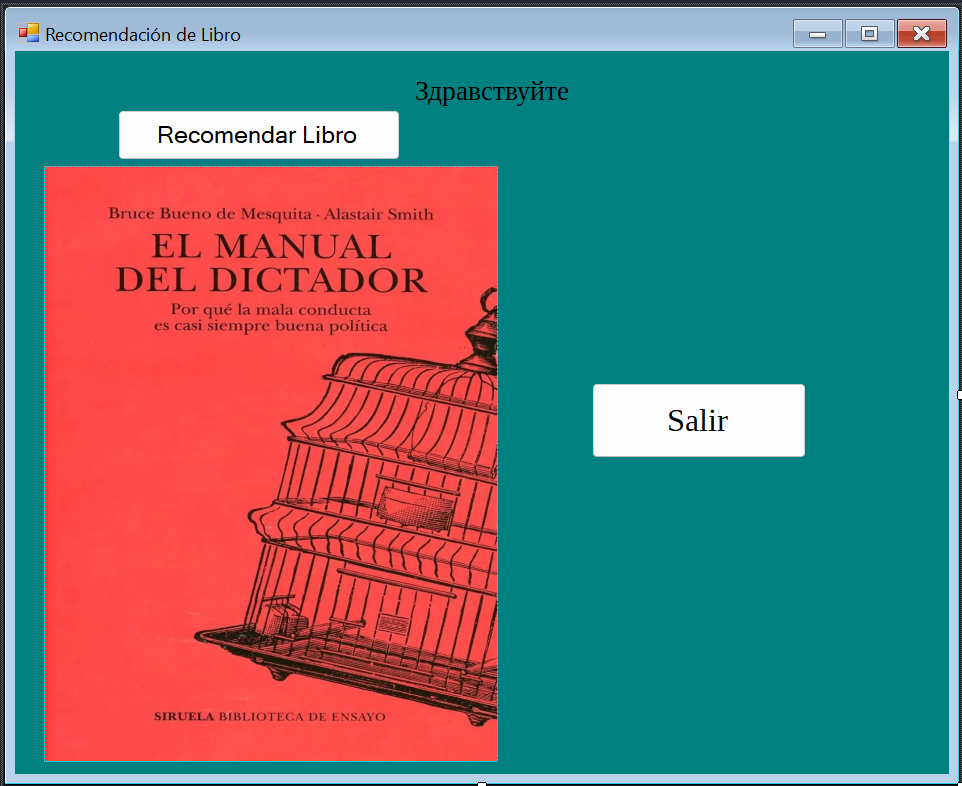 Recomendación de Libro
Здравствуйте
Recomendar Libro
Bruce Bueno de Mesquita · Alastair Smith
EL MANUAL
DEL DICTADOR
Por qué la mala conducta
es casi siempre buena política
Salir
SIRUELA BIBLIOTECA DE ENSAYO